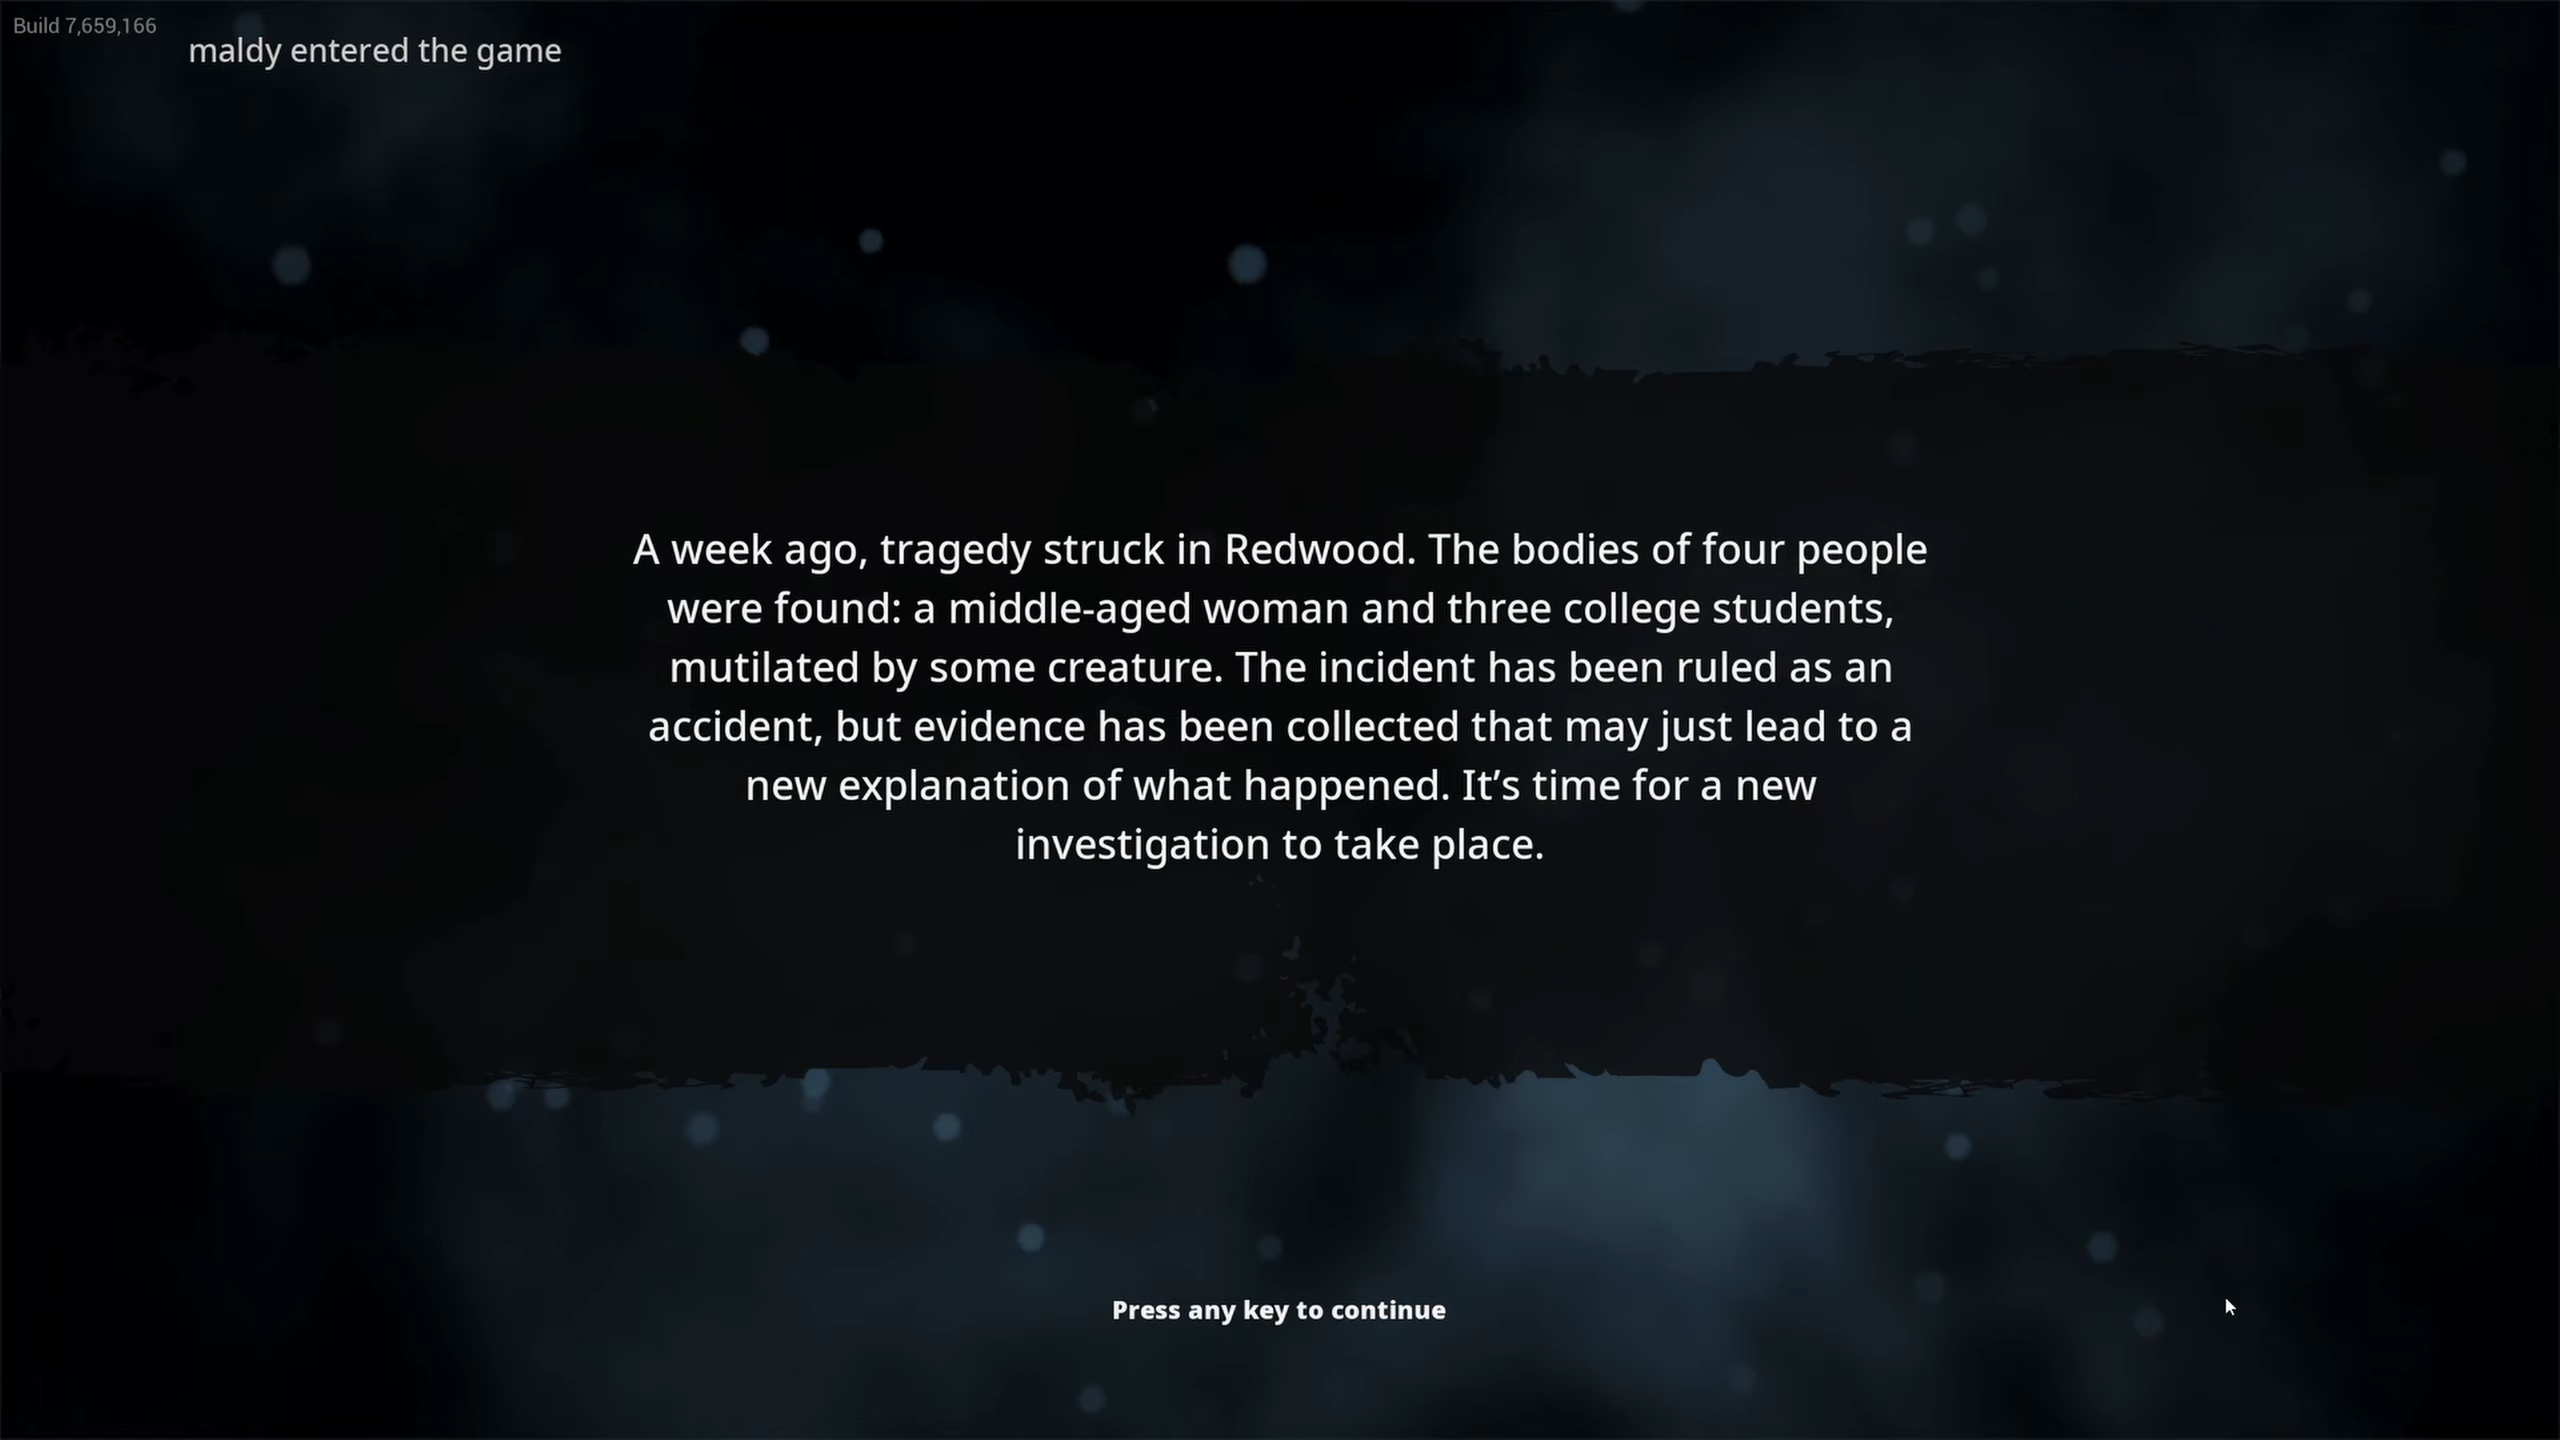 Build 7,659,166
maldy entered the game
A week ago, tragedy struck in Redwood. The bodies of four people
were found: a middle-aged woman and three college students,
mutilated by some creature. The incident has been ruled as an
accident, but evidence has been collected that may just lead to a
new explanation of what happened. It’s time for a new
investigation to take place.
Press any key to continue